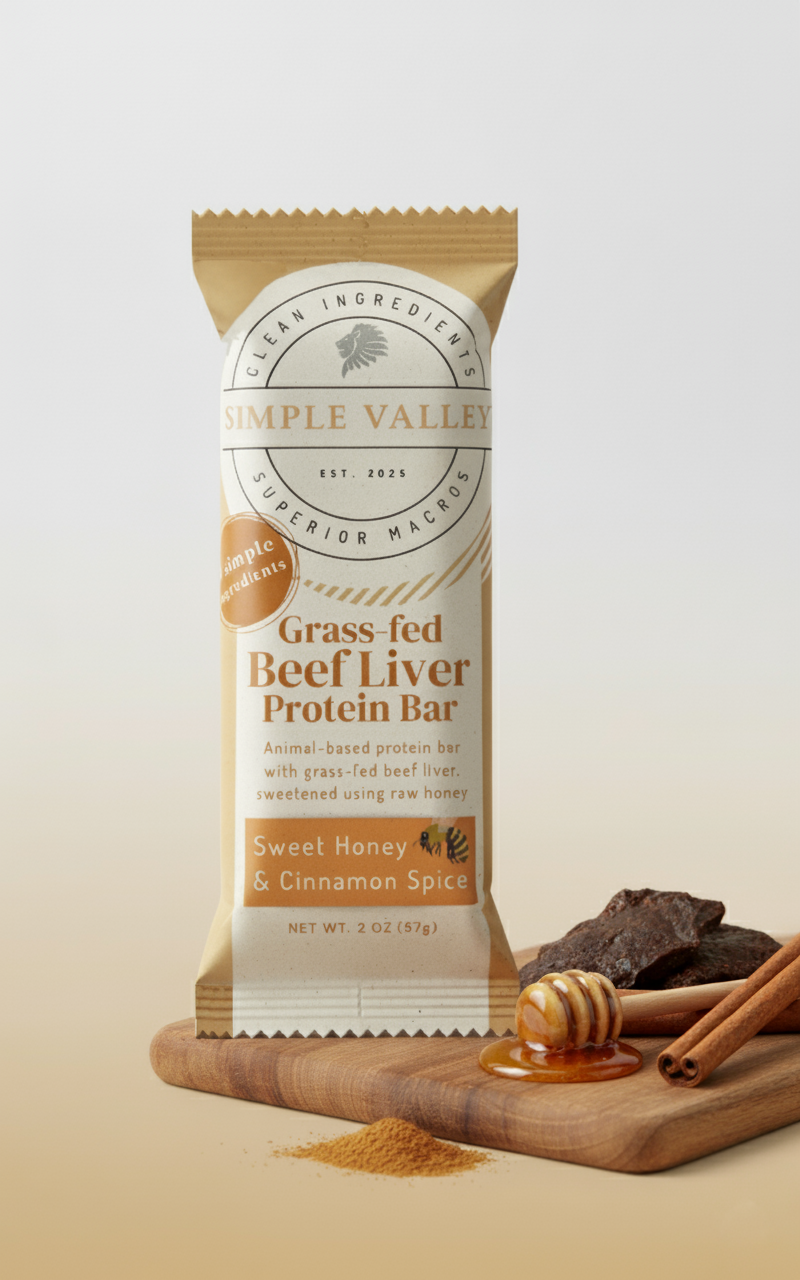 CLEAN INGREDIENTS
SIMPLE VALLEY
EST. 2025
SUPERIOR MACROS
simple
Grass-fed
Beef Liver
Protein Bar
Animal-based protein bar
with grass-fed beef liver.
sweetened using raw honey
Sweet Honey
& Cinnamon Spice
NET WT. 2 OZ (57g)